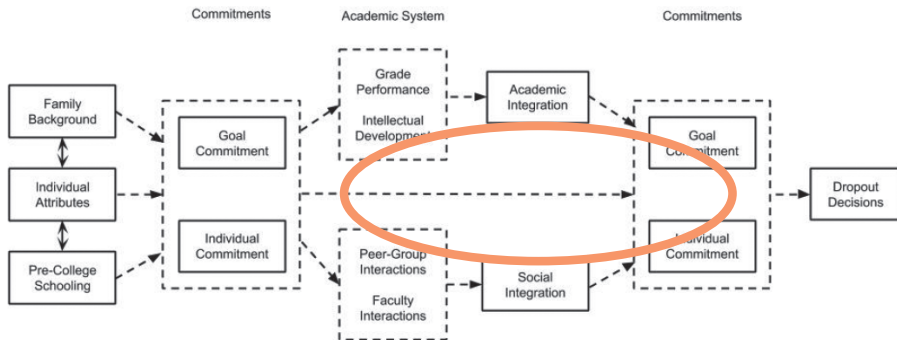 Commitments
Academic System
Commitments
Family
Background
Individual
Attributes
Pre-College
Schooling
Goal
Commitment
Individual
Commitment
Grade
Performance
Intellectual
Development
Peer-Group
Interactions
Faculty
Interactions
Academic
Integration
Social
Integration
Goal
Commitment
Individual
Commitment
Dropout
Decisions